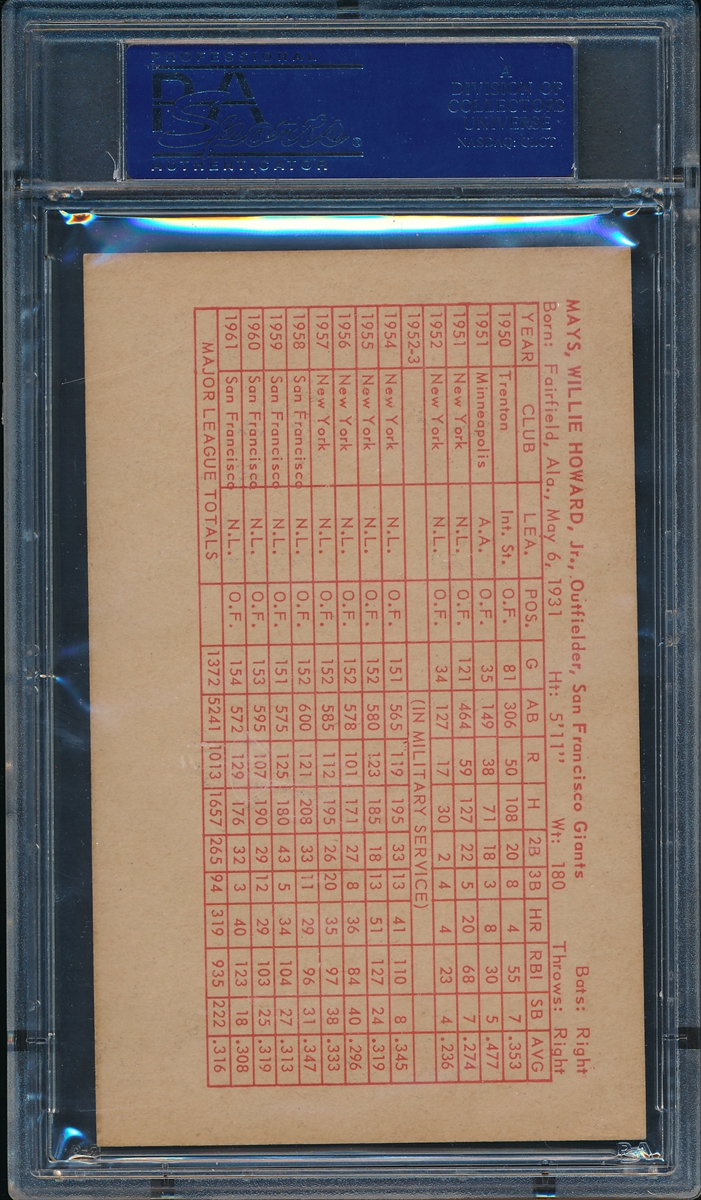 PROFESSIONAL
PSA
Sports®
AUTHENTICATOR
A
DIVISION OF
COLLECTORS
UNIVERSE
NASDAQ: CLCT
MAYS, WILLIE HOWARD, Jr., Outfielder, San Francisco Giants Bats: Right
Born: Fairfield, Ala., May 6, 1931 Ht: 5'11" Wt: 180 Throws: Right
YEAR CLUB LEA. POS. G AB R H 2B 3B HR RBI SB AVG
1950 Trenton Int. St. O.F. 81 306 50 108 20 8 4 55 7 .353
1951 Minneapolis A.A. O.F. 35 149 38 71 18 3 8 30 5 .477
1951 New York N.L. O.F. 121 464 59 127 22 5 20 68 7 .274
1952 New York N.L. O.F. 34 127 17 30 2 4 4 23 4 .236
1952-3 (IN MILITARY SERVICE)
1954 New York N.L. O.F. 151 565 119 195 33 13 41 110 8 .345
1955 New York N.L. O.F. 152 580 123 185 18 13 51 127 24 .319
1956 New York N.L. O.F. 152 578 101 171 27 8 36 84 40 .296
1957 New York N.L. O.F. 152 585 112 195 26 20 35 97 38 .333
1958 San Francisco N.L. O.F. 152 600 121 208 33 11 29 96 31 .347
1959 San Francisco N.L. O.F. 151 575 125 180 43 5 34 104 27 .313
1960 San Francisco N.L. O.F. 153 595 107 190 29 12 29 103 25 .319
1961 San Francisco N.L. O.F. 154 572 129 176 32 3 40 123 18 .308
MAJOR LEAGUE TOTALS 1372 5241 1013 1657 265 94 319 935 222 .316
PSA